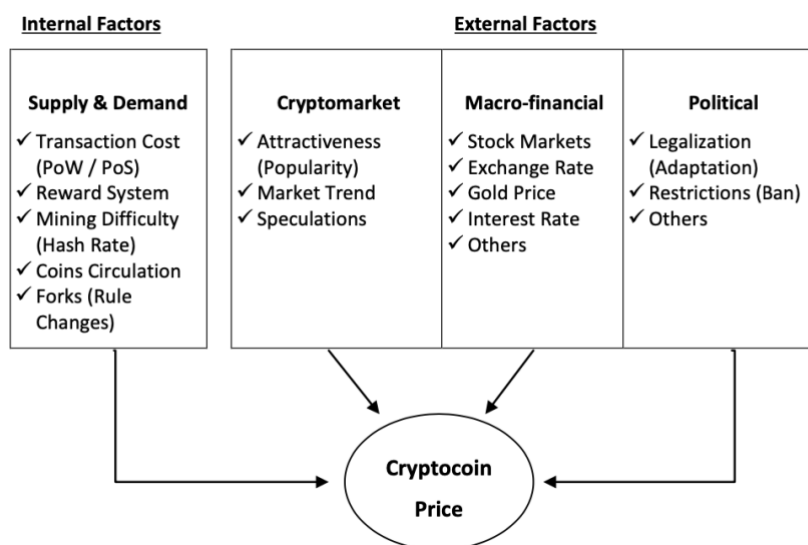 Internal Factors
External Factors
Supply & Demand
✓ Transaction Cost
(PoW / PoS)
✓ Reward System
✓ Mining Difficulty
(Hash Rate)
✓ Coins Circulation
✓ Forks (Rule
Changes)
Cryptomarket
✓ Attractiveness
(Popularity)
✓ Market Trend
✓ Speculations
Macro-financial
✓ Stock Markets
✓ Exchange Rate
✓ Gold Price
✓ Interest Rate
✓ Others
Political
✓ Legalization
(Adaptation)
✓ Restrictions (Ban)
✓ Others
Cryptocoin
Price